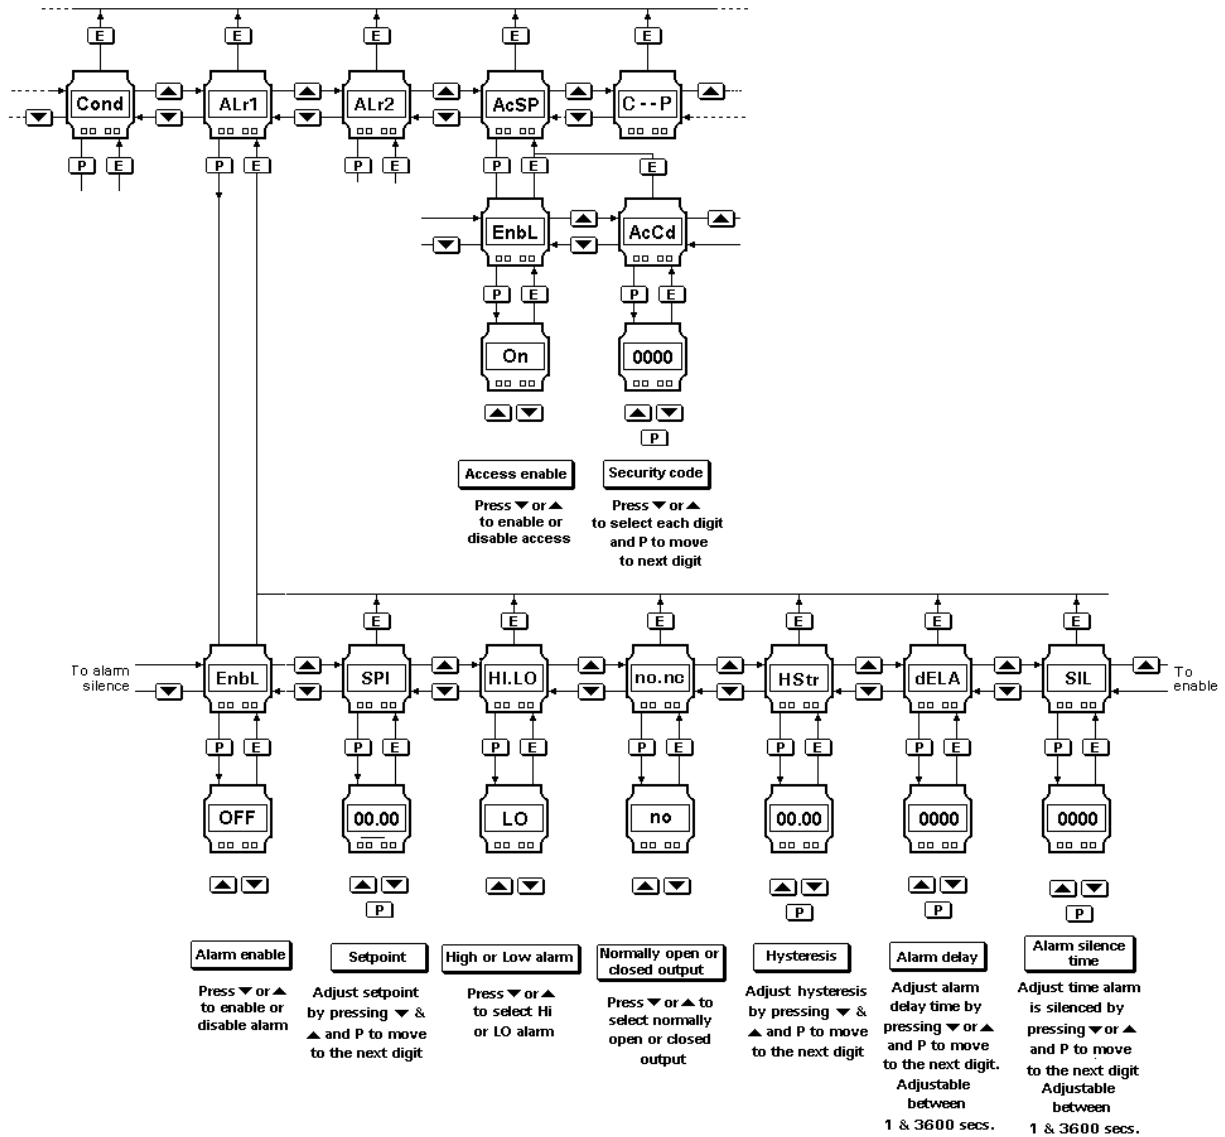 E E E E E
Cond ALr1 ALr2 AcSP C--P
P E P E P E P E E
EnbL AcCd
P E P E
On 0000
P
Access enable Security code
Press ▼ or ▲
to enable or
disable access
Press ▼ or ▲
to select each digit
and P to move
to next digit
E E E E E E
To alarm
silence
EnbL SPI HI.LO no.nc HStr dELA SIL
To
enable
P E P E P E P E P E P E P E
OFF 00.00 LO no 00.00 0000 0000
P P P P
Alarm enable
Press ▼ or ▲
to enable or
disable alarm
Setpoint
Adjust setpoint
by pressing ▼ &
▲ and P to move
to the next digit
High or Low alarm
Press ▼ or ▲
to select Hi
or LO alarm
Normally open or
closed output
Press ▼ or ▲ to
select normally
open or closed
output
Hysteresis
Adjust hysteresis
by pressing ▼ &
▲ and P to move
to the next digit
Alarm delay
Adjust alarm
delay time by
pressing ▼ or ▲
and P to move
to the next digit.
Adjustable
between
1 & 3600 secs.
Alarm silence
time
Adjust time alarm
is silenced by
pressing ▼ or ▲
and P to move
to the next digit
Adjustable
between
1 & 3600 secs.